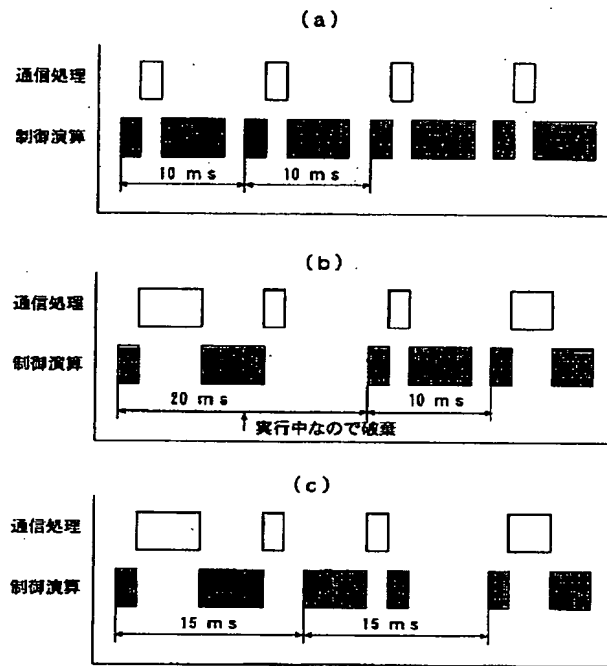 (a)
通信処理
制御演算
10 ms
10 ms
(b)
通信処理
制御演算
20 ms
10 ms
実行中なので破棄
(c)
通信処理
制御演算
15 ms
15 ms